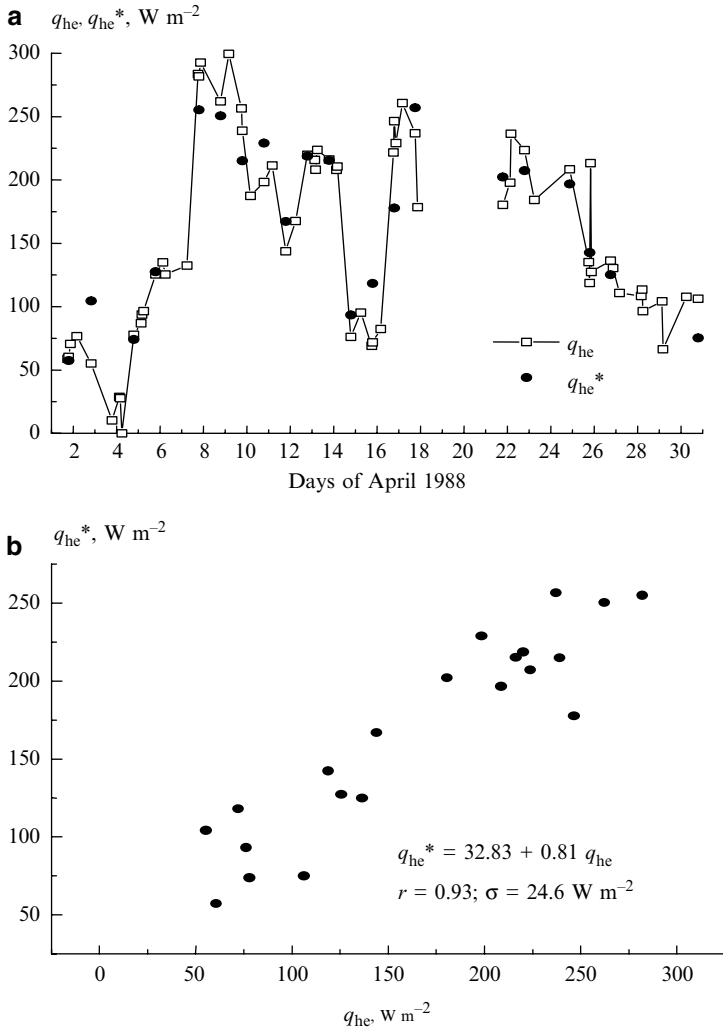 a
q_he, q_he*, W m⁻²
300
250
200
150
100
50
0
q_he
q_he*
2 4 6 8 10 12 14 16 18 20 22 24 26 28 30
Days of April 1988
b
q_he*, W m⁻²
250
200
150
100
50
q_he* = 32.83 + 0.81 q_he
r = 0.93; σ = 24.6 W m⁻²
0 50 100 150 200 250 300
q_he, W m⁻²